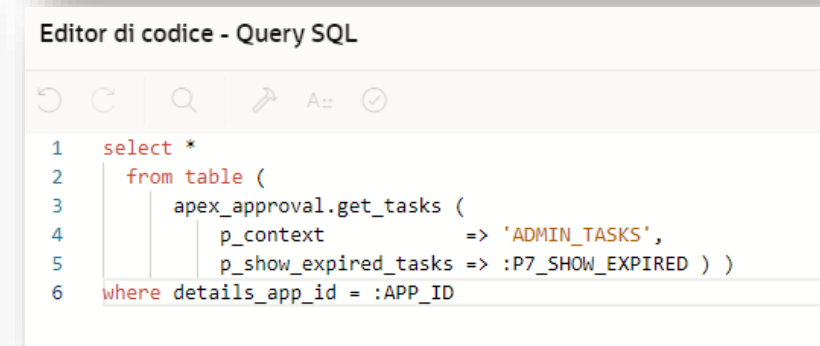 Editor di codice - Query SQL
A::
1 select *
2 from table (
3 apex_approval.get_tasks (
4 p_context => 'ADMIN_TASKS',
5 p_show_expired_tasks => :P7_SHOW_EXPIRED ) )
6 where details_app_id = :APP_ID